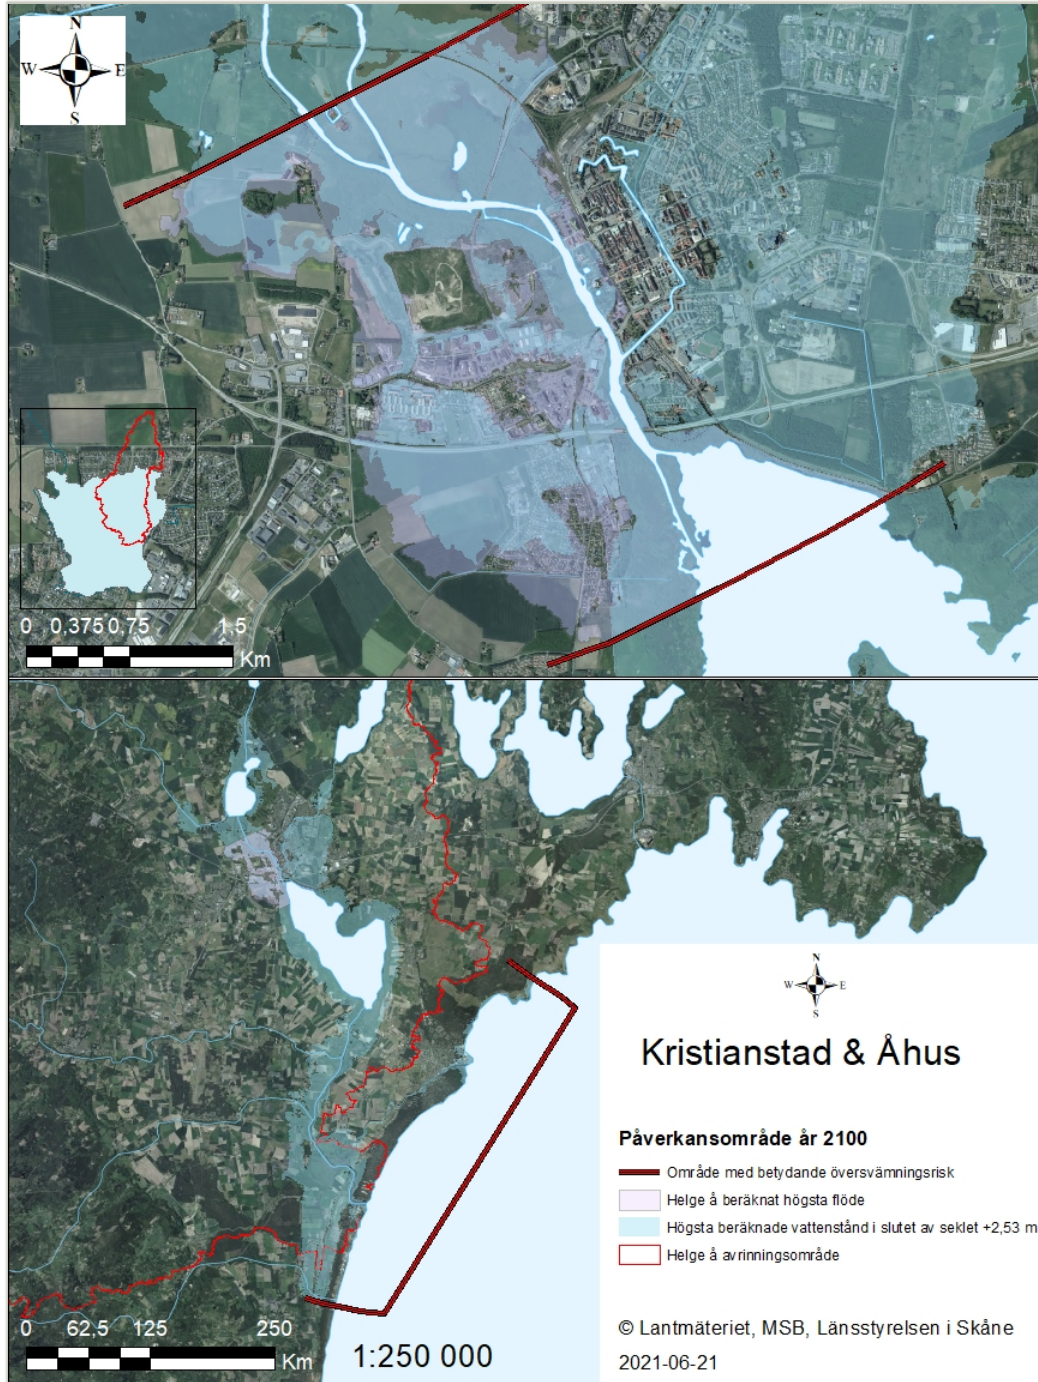 N
W E
S
0 0,375 0,75 1,5
Km
0 62,5 125 250
Km
1:250 000
N
W E
S
Kristianstad & Åhus
Påverkansområde år 2100
Område med betydande översvämningsrisk
Helge å beräknat högsta flöde
Högsta beräknade vattenstånd i slutet av seklet +2,53 m
Helge å avrinningsområde
© Lantmäteriet, MSB, Länsstyrelsen i Skåne
2021-06-21